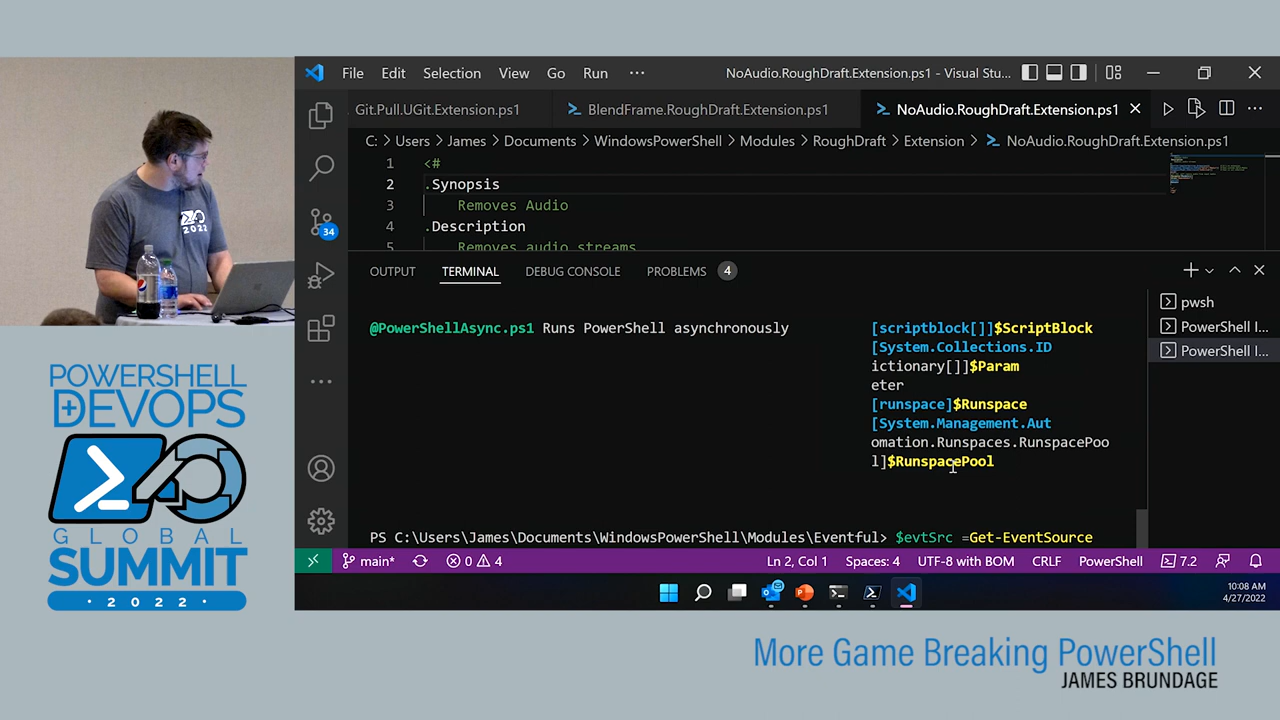 File Edit Selection View Go Run ··· NoAudio.RoughDraft.Extension.ps1 - Visual Stu...
Git.Pull.UGit.Extension.ps1 BlendFrame.RoughDraft.Extension.ps1 NoAudio.RoughDraft.Extension.ps1
C: > Users > James > Documents > WindowsPowerShell > Modules > RoughDraft > Extension > NoAudio.RoughDraft.Extension.ps1
1 <#
2 .Synopsis
3 Removes Audio
4 .Description
5 Removes audio streams
34
OUTPUT TERMINAL DEBUG CONSOLE PROBLEMS 4
pwsh
PowerShell I...
PowerShell I...
@PowerShellAsync.ps1 Runs PowerShell asynchronously [scriptblock[]]$ScriptBlock
[System.Collections.ID
ictionary[]]$Param
eter
[runspace]$Runspace
[System.Management.Aut
omation.Runspaces.RunspacePoo
l]$RunspacePool
PS C:\Users\James\Documents\WindowsPowerShell\Modules\Eventful> $evtSrc =Get-EventSource
main* 0 4 Ln 2, Col 1 Spaces: 4 UTF-8 with BOM CRLF PowerShell 7.2
10:08 AM
4/27/2022
2022
pepsi
POWERSHELL
+DEVOPS
GLOBAL
SUMMIT
· 2022 ·
More Game Breaking PowerShell
JAMES BRUNDAGE